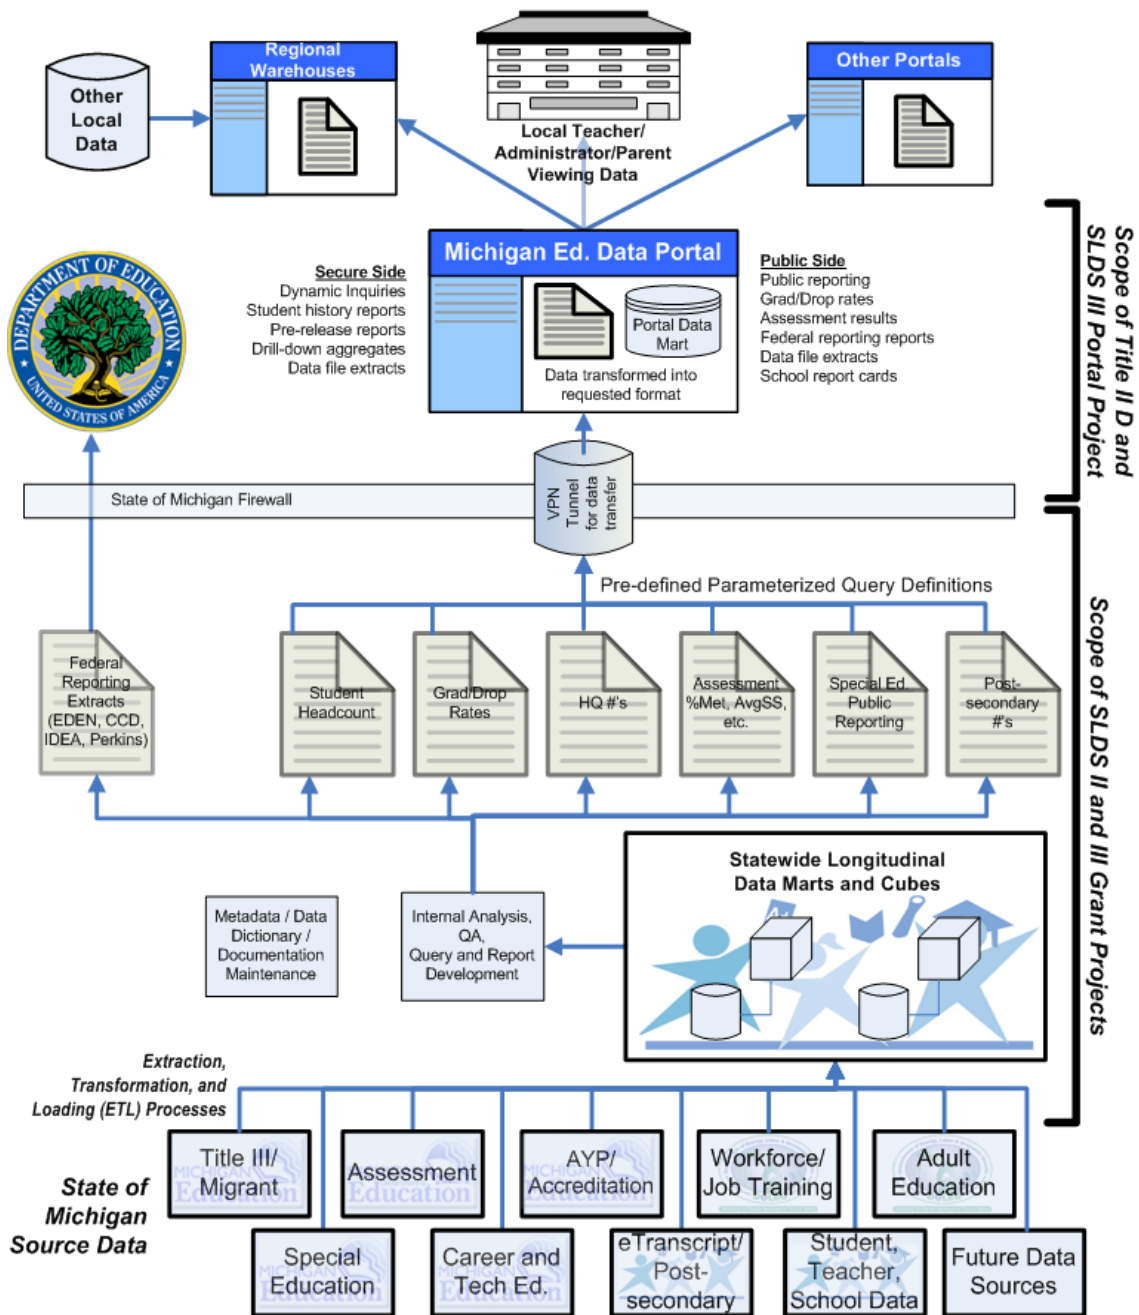 Other
Local
Data
Regional
Warehouses
Local Teacher/
Administrator/Parent
Viewing Data
Other Portals
DEPARTMENT OF EDUCATION
UNITED STATES OF AMERICA
Secure Side
Dynamic Inquiries
Student history reports
Pre-release reports
Drill-down aggregates
Data file extracts
Michigan Ed. Data Portal
Portal Data
Mart
Data transformed into
requested format
Public Side
Public reporting
Grad/Drop rates
Assessment results
Federal reporting reports
Data file extracts
School report cards
Scope of Title II D and
SLDS III Portal Project
State of Michigan Firewall
VPN
Tunnel
for data
transfer
Pre-defined Parameterized Query Definitions
Federal
Reporting
Extracts
(EDEN, CCD,
IDEA, Perkins)
Student
Headcount
Grad/Drop
Rates
HQ #'s
Assessment
%Met, AvgSS,
etc.
Special Ed.
Public
Reporting
Post-
secondary
#'s
Scope of SLDS II and III Grant Projects
Metadata / Data
Dictionary /
Documentation
Maintenance
Internal Analysis,
QA,
Query and Report
Development
Statewide Longitudinal
Data Marts and Cubes
Extraction,
Transformation, and
Loading (ETL) Processes
State of
Michigan
Source Data
Title III/
Migrant
Assessment
AYP/
Accreditation
Workforce/
Job Training
Adult
Education
Special
Education
Career and
Tech Ed.
eTranscript/
Post-
secondary
Student,
Teacher,
School Data
Future Data
Sources